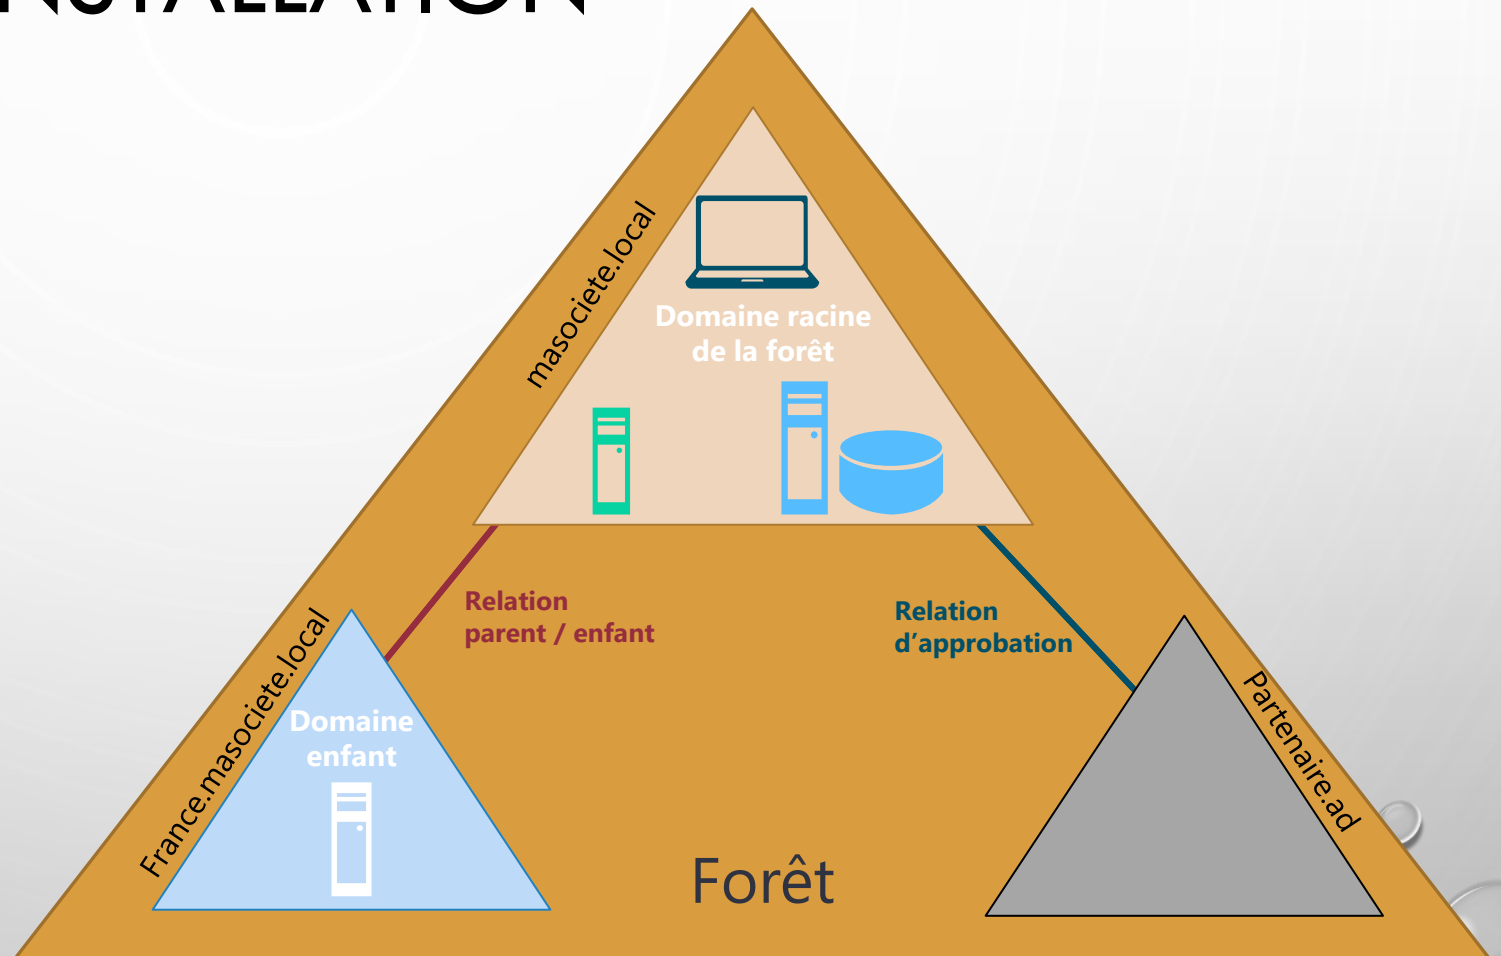 INSTALLATION
masociete.local
Domaine racine
de la forêt
Relation
parent / enfant
Relation
d’approbation
France.masociete.local
Domaine
enfant
Partenaire.ad
Forêt